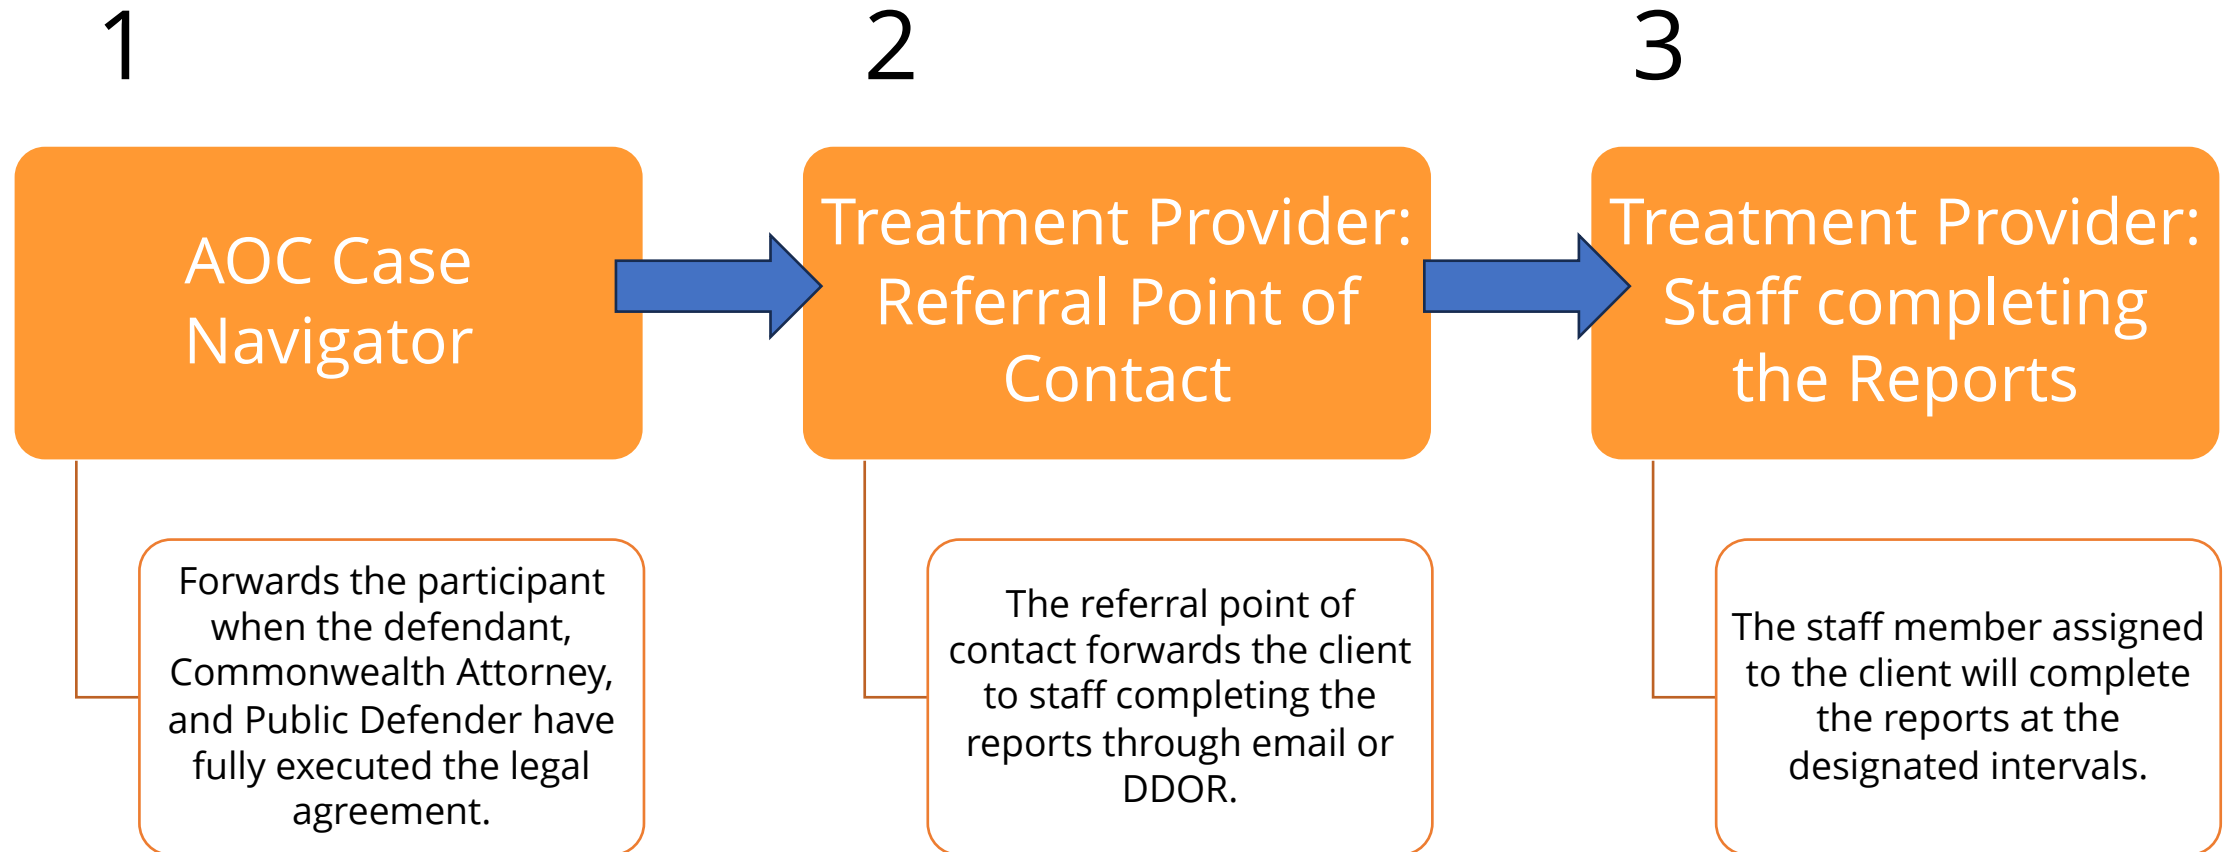 1
2
3
AOC Case
Navigator
Treatment Provider:
Referral Point of
Contact
Treatment Provider:
Staff completing
the Reports
Forwards the participant
when the defendant,
Commonwealth Attorney,
and Public Defender have
fully executed the legal
agreement.
The referral point of
contact forwards the client
to staff completing the
reports through email or
DDOR.
The staff member assigned
to the client will complete
the reports at the
designated intervals.